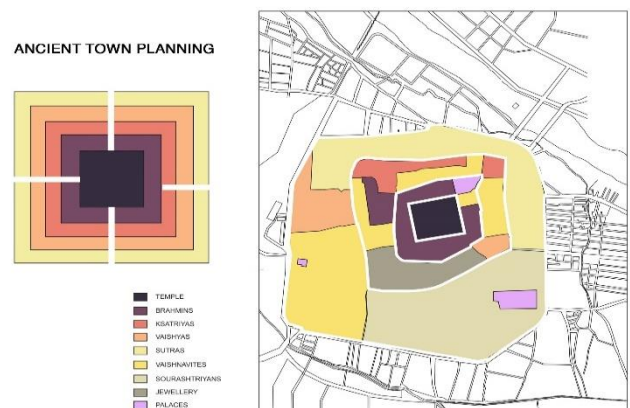 ANCIENT TOWN PLANNING
TEMPLE
BRAHMINS
KSATRIYAS
VAISHYAS
SUTRAS
VAISHNAVITES
SOURASHTRIYANS
JEWELLERY
PALACES